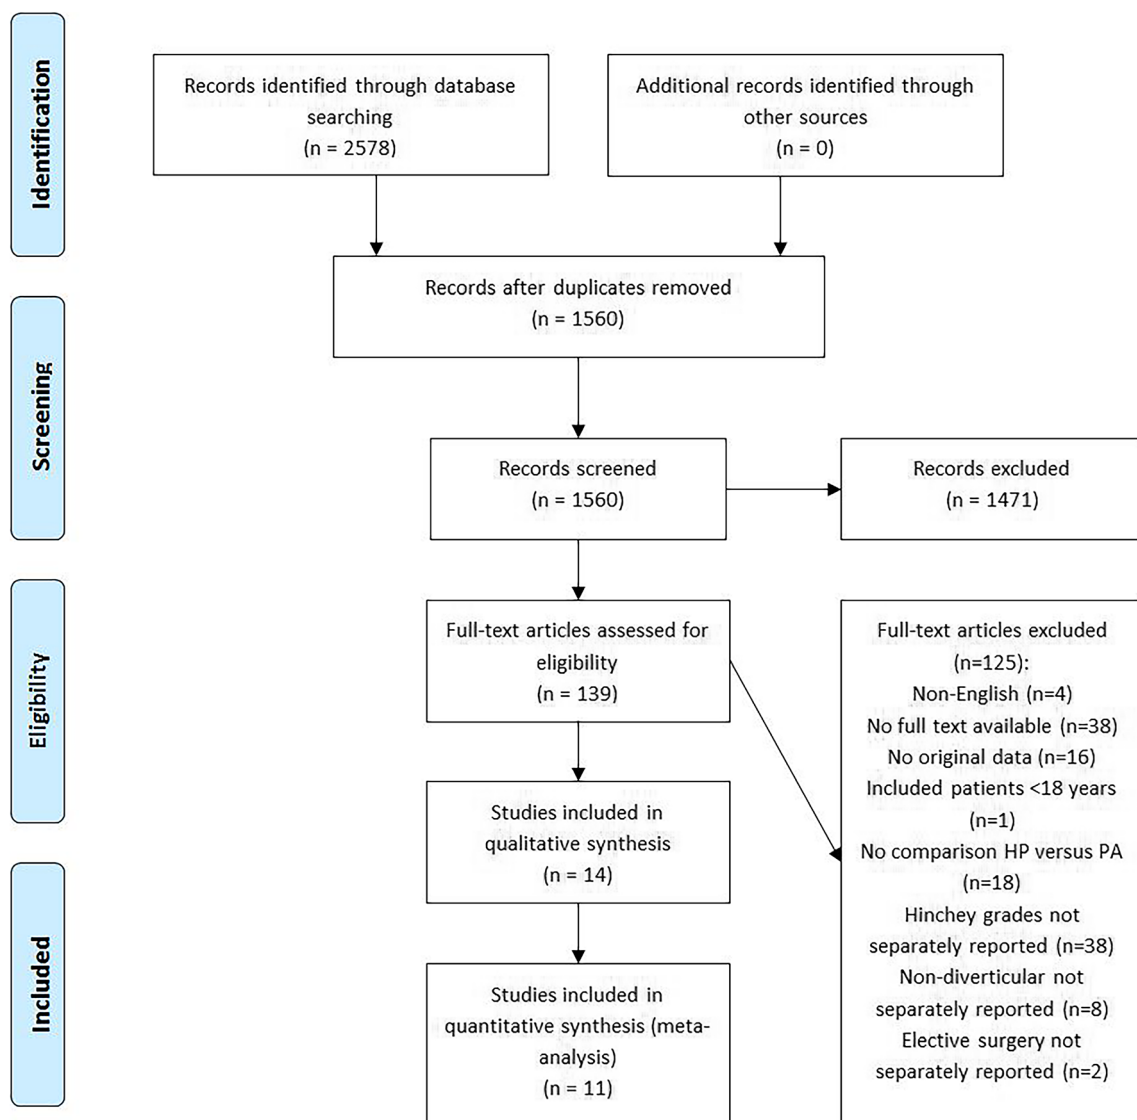 Identification
Records identified through database
searching
(n = 2578)
Additional records identified through
other sources
(n = 0)
Records after duplicates removed
(n = 1560)
Screening
Records screened
(n = 1560)
Records excluded
(n = 1471)
Eligibility
Full-text articles assessed for
eligibility
(n = 139)
Full-text articles excluded
(n=125):
Non-English (n=4)
No full text available (n=38)
No original data (n=16)
Included patients <18 years
(n=1)
No comparison HP versus PA
(n=18)
Hinchey grades not
separately reported (n=38)
Non-diverticular not
separately reported (n=8)
Elective surgery not
separately reported (n=2)
Studies included in
qualitative synthesis
(n = 14)
Included
Studies included in
quantitative synthesis (meta-
analysis)
(n = 11)